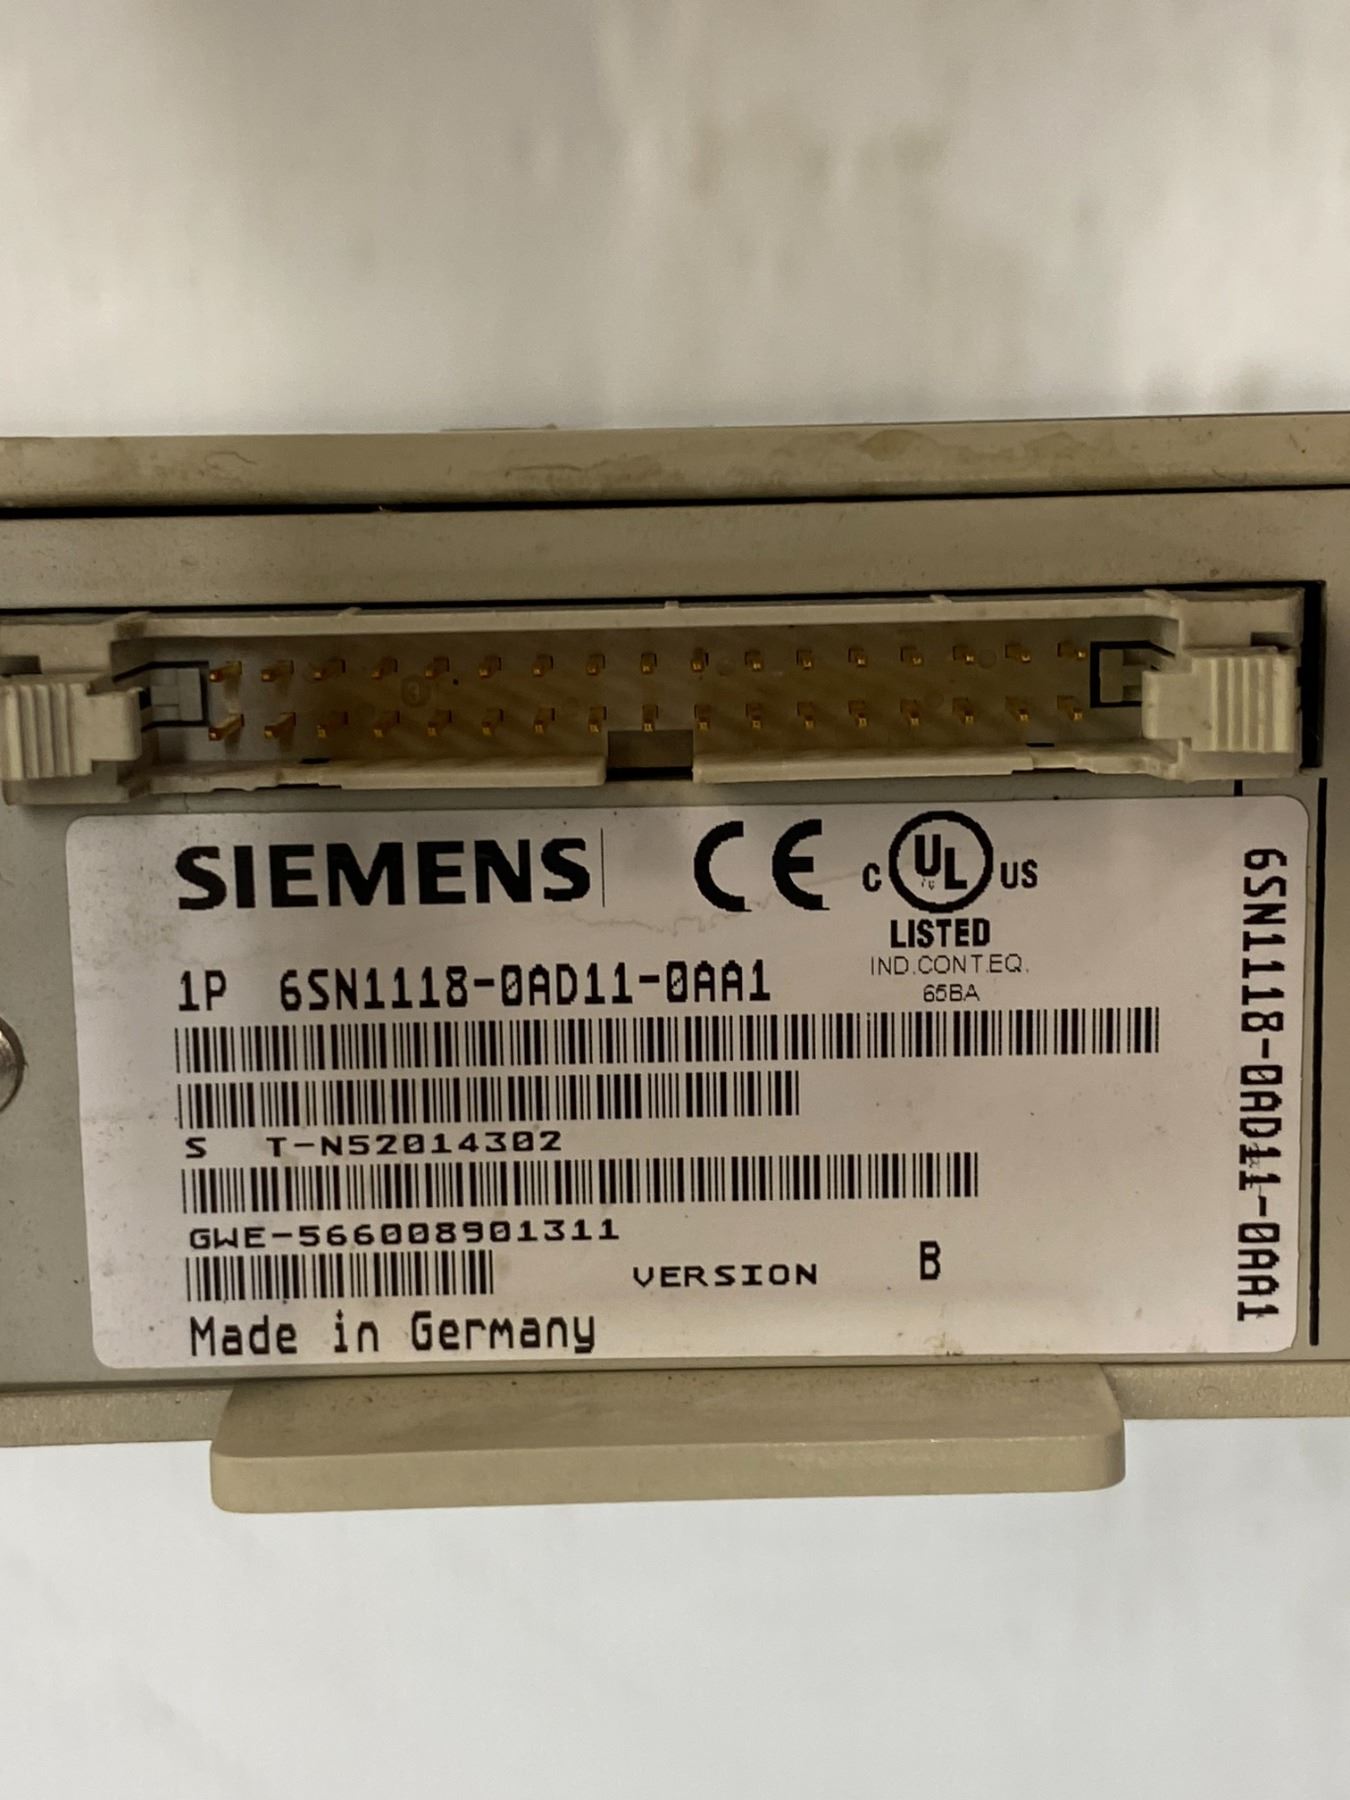 SIEMENS
CE
C UL US
LISTED
IND.CONT.EQ.
65BA
1P 6SN1118-0AD11-0AA1
S T-N52014302
GWE-566008901311
VERSION B
Made in Germany
6SN1118-0AD11-0AA1